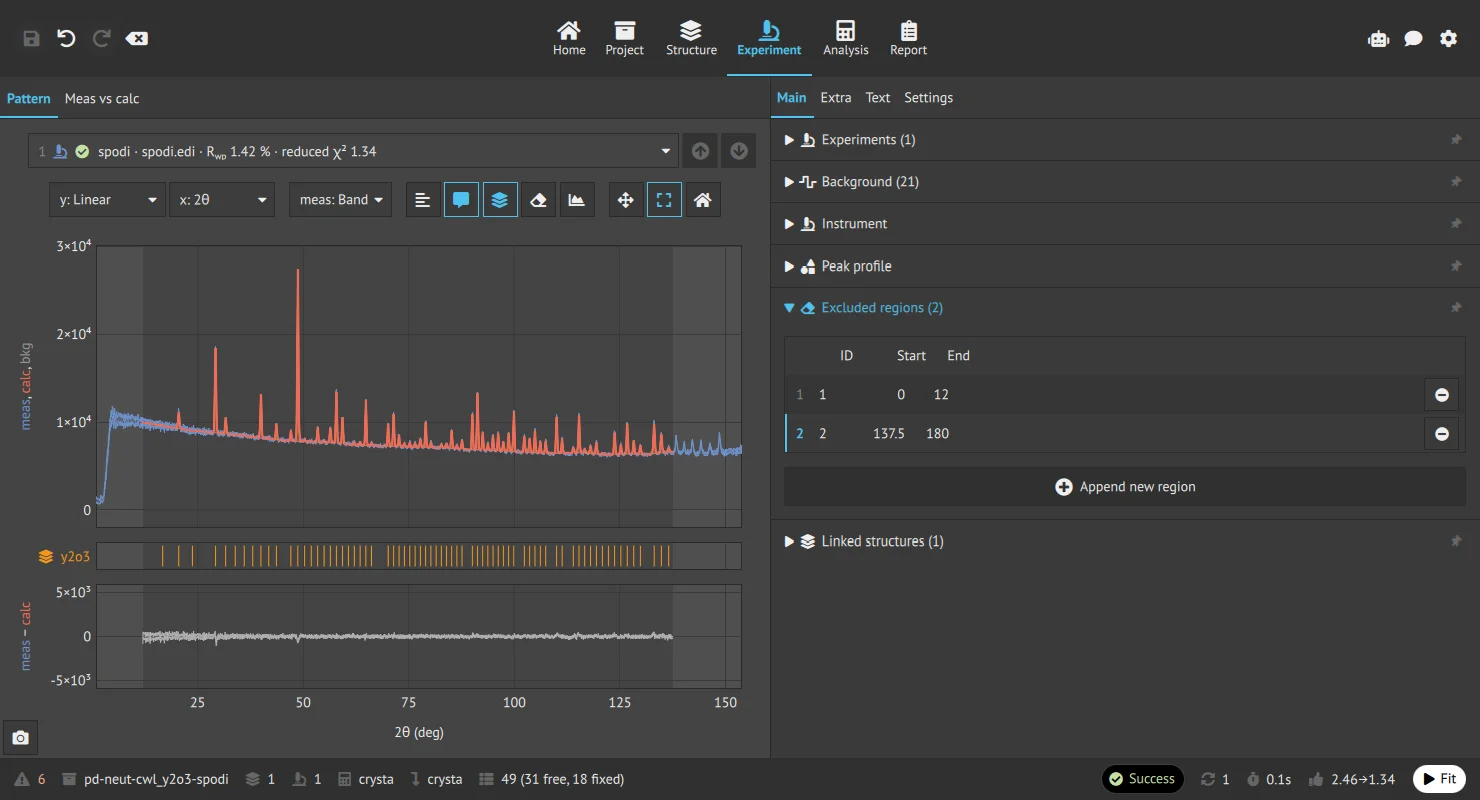 Home Project Structure Experiment Analysis Report
Pattern Meas vs calc
Main Extra Text Settings
1 spodi · spodi.edi · Rwp 1.42 % · reduced χ² 1.34
y: Linear x: 2θ meas: Band
3×10⁴
2×10⁴
1×10⁴
0
meas, calc, bkg
y2o3
5×10³
0
-5×10³
meas − calc
25 50 75 100 125 150
2θ (deg)
Experiments (1)
Background (21)
Instrument
Peak profile
Excluded regions (2)
ID Start End
1 1 0 12
2 2 137.5 180
Append new region
Linked structures (1)
6 pd-neut-cwl_y2o3-spodi 1 1 crysta crysta 49 (31 free, 18 fixed) Success 1 0.1s 2.46→1.34 Fit